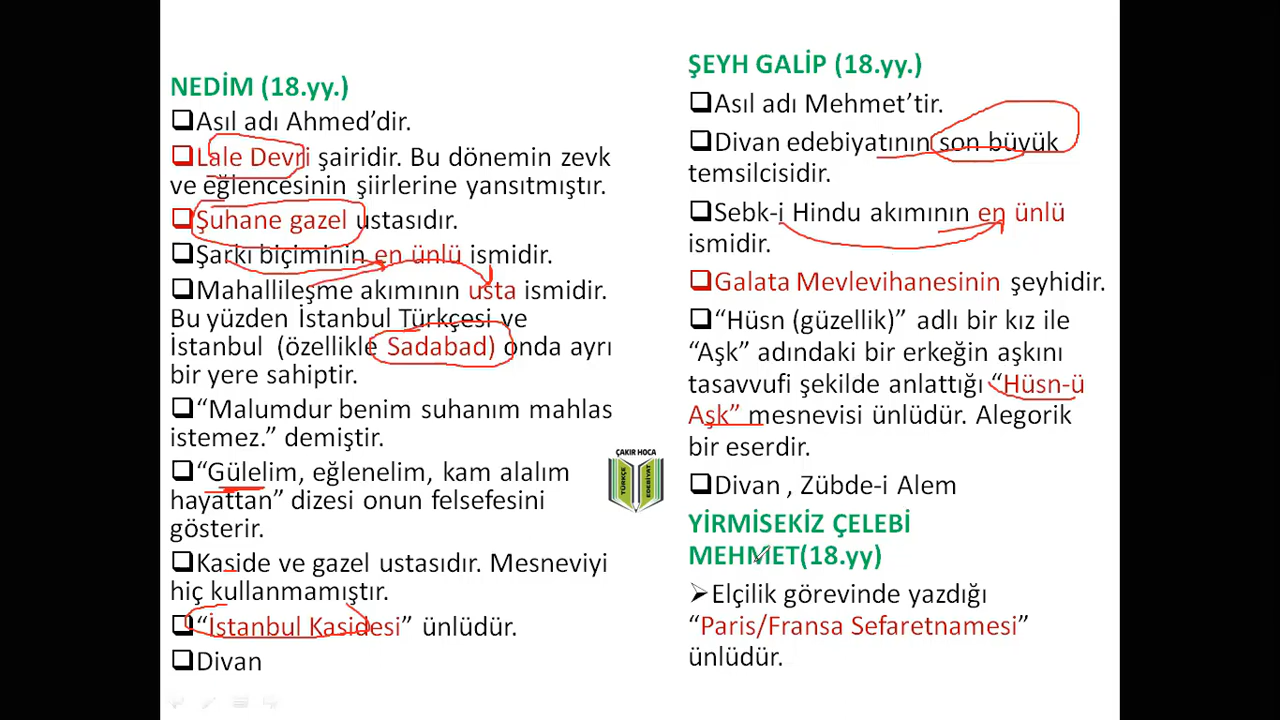 NEDİM (18.yy.)
❑Asıl adı Ahmed’dir.
❑Lale Devri şairidir. Bu dönemin zevk
ve eğlencesinin şiirlerine yansıtmıştır.
❑Şuhane gazel ustasıdır.
❑Şarkı biçiminin en ünlü ismidir.
❑Mahallileşme akımının usta ismidir.
Bu yüzden İstanbul Türkçesi ve
İstanbul (özellikle Sadabad) onda ayrı
bir yere sahiptir.
❑“Malumdur benim suhanım mahlas
istemez.” demiştir.
❑“Gülelim, eğlenelim, kam alalım
hayattan” dizesi onun felsefesini
gösterir.
❑Kaside ve gazel ustasıdır. Mesneviyi
hiç kullanmamıştır.
❑“İstanbul Kasidesi” ünlüdür.
❑Divan
ŞEYH GALİP (18.yy.)
❑Asıl adı Mehmet’tir.
❑Divan edebiyatının son büyük
temsilcisidir.
❑Sebk-i Hindu akımının en ünlü
ismidir.
❑Galata Mevlevihanesinin şeyhidir.
❑“Hüsn (güzellik)” adlı bir kız ile
“Aşk” adındaki bir erkeğin aşkını
tasavvufi şekilde anlattığı “Hüsn-ü
Aşk” mesnevisi ünlüdür. Alegorik
bir eserdir.
❑Divan , Zübde-i Alem
YİRMİSEKİZ ÇELEBİ
MEHMET(18.yy)
➢Elçilik görevinde yazdığı
“Paris/Fransa Sefaretnamesi”
ünlüdür.
ÇAKIR HOCA
TÜRKÇE
EDEBİYAT